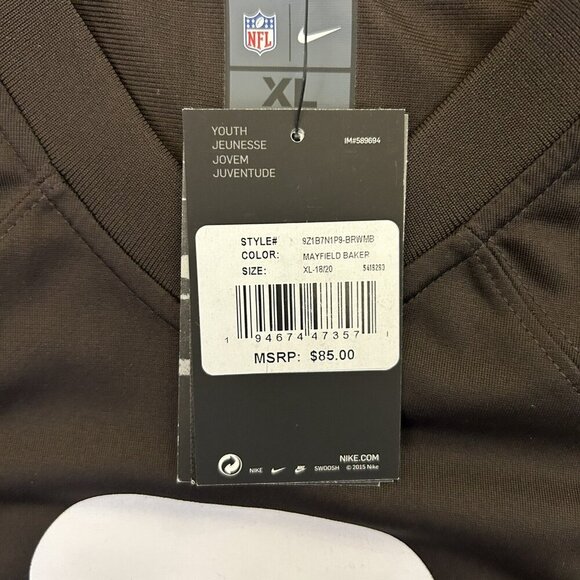 NFL
XL
YOUTH
JEUNESSE
JOVEM
JUVENTUDE
IM#589694
STYLE# 9Z1B7N1P9-BRWMB
COLOR: MAYFIELD BAKER
SIZE: XL-18/20 5415283
1 94674 47357 1
MSRP: $85.00
NIKE.COM
NIKE SWOOSH © 2015 Nike